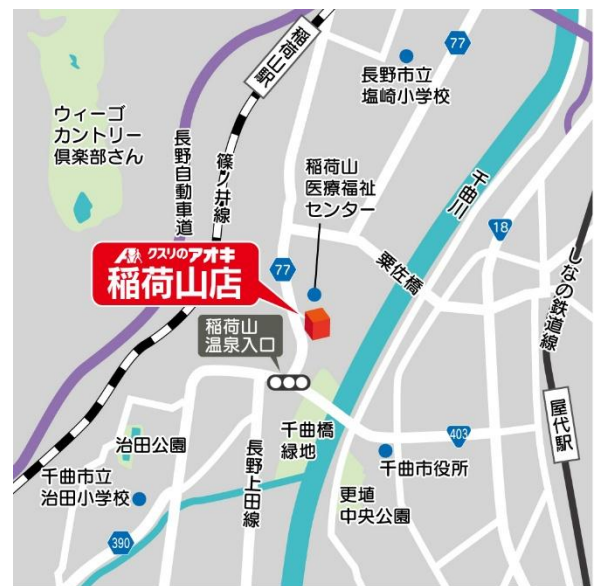 77
長野市立
塩崎小学校
稲荷山駅
ウィーゴ
カントリー
倶楽部さん
長野自動車道
篠ノ井線
稲荷山
医療福祉
センター
千曲川
18
しなの鉄道線
粟佐橋
クスリのアオキ
稲荷山店
77
稲荷山
温泉入口
屋代駅
403
千曲橋
緑地
千曲市役所
治田公園
長野上田線
千曲市立
治田小学校
更埴
中央公園
390